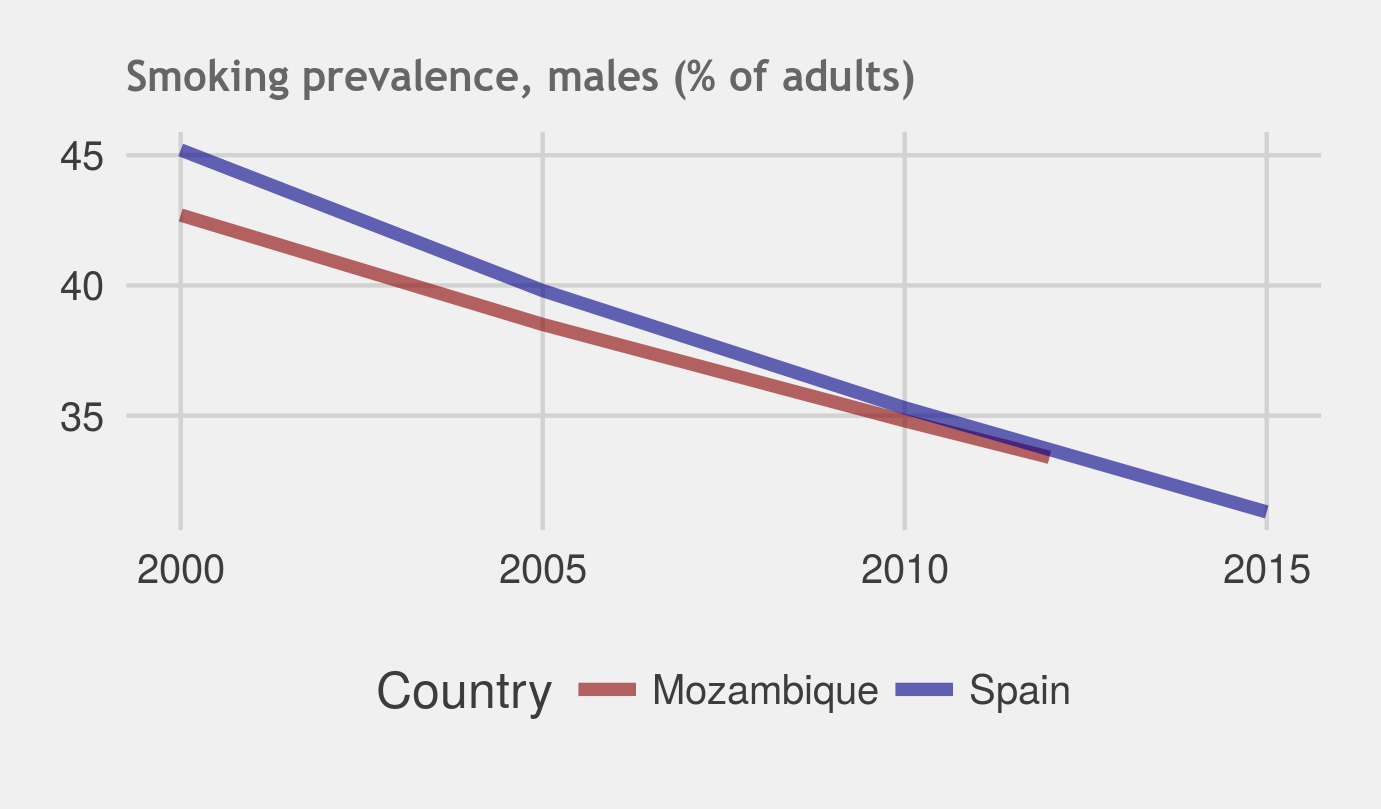 Smoking prevalence, males (% of adults)
45
40
35
2000 2005 2010 2015
Country Mozambique Spain